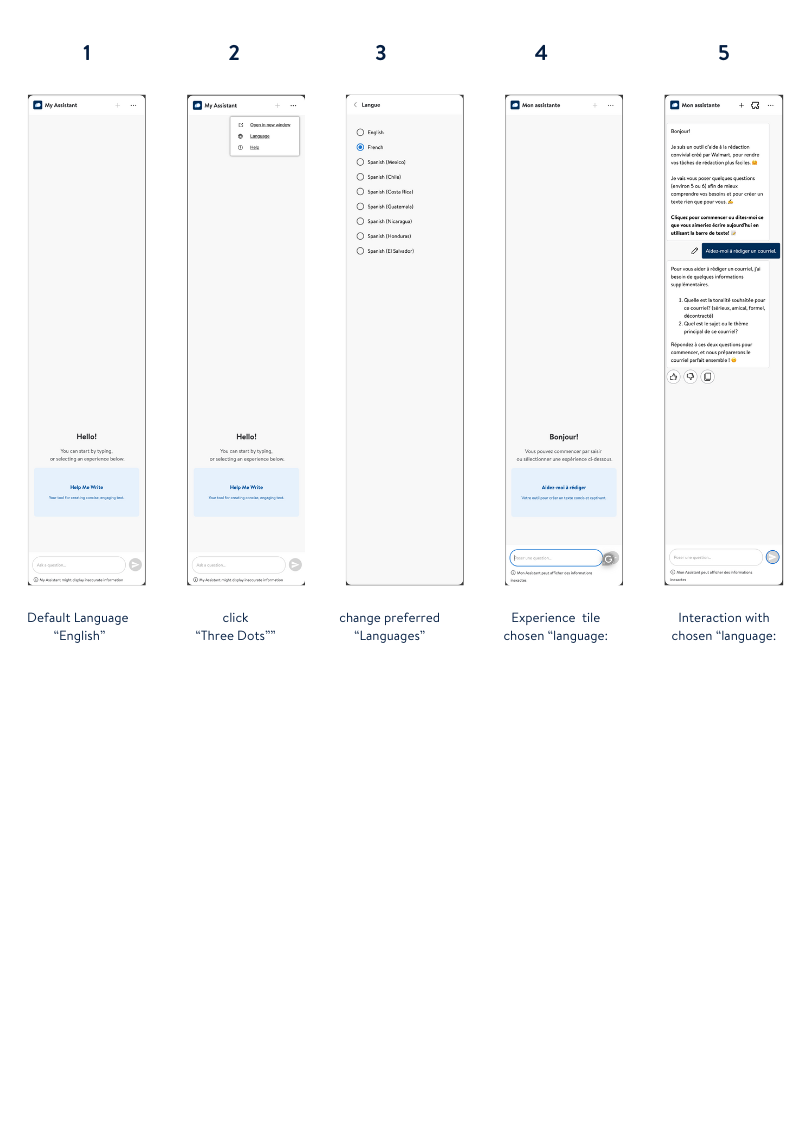 1
2
3
4
5
My Assistant
Hello!
You can start by typing,
or selecting an experience below.
Help Me Write
Your tool for creating concise, engaging text.
Ask a question...
My Assistant might display inaccurate information
Default Language
“English”
My Assistant
Open in new window
Language
Help
Hello!
You can start by typing,
or selecting an experience below.
Help Me Write
Your tool for creating concise, engaging text.
Ask a question...
My Assistant might display inaccurate information
click
“Three Dots””
Langue
English
French
Spanish (Mexico)
Spanish (Chile)
Spanish (Costa Rica)
Spanish (Guatemala)
Spanish (Nicaragua)
Spanish (Honduras)
Spanish (El Salvador)
change preferred
“Languages”
Mon assistante
Bonjour!
Vous pouvez commencer par saisir
ou sélectionner une expérience ci-dessous.
Aidez-moi à rédiger
Votre outil pour créer un texte concis et captivant.
une question...
Mon Assistant peut afficher des informations
inexactes
Experience tile
chosen “language:
Mon assistante
Bonjour!
Je suis un outil d'aide à la rédaction
convivial créé par Walmart, pour rendre
vos tâches de rédaction plus faciles.
Je vais vous poser quelques questions
(environ 5 ou 6) afin de mieux
comprendre vos besoins et pour créer un
texte rien que pour vous.
Cliquez pour commencer ou dites-moi ce
que vous aimeriez écrire aujourd'hui en
utilisant la barre de texte!
Aidez-moi à rédiger un courriel.
Pour vous aider à rédiger un courriel, j'ai
besoin de quelques informations
supplémentaires.
1. Quelle est la tonalité souhaitée pour
ce courriel? (sérieux, amical, formel,
décontracté)
2. Quel est le sujet ou le thème
principal de ce courriel?
Répondez à ces deux questions pour
commencer, et nous préparerons le
courriel parfait ensemble !
une question...
Mon Assistant peut afficher des informations
inexactes
Interaction with
chosen “language: